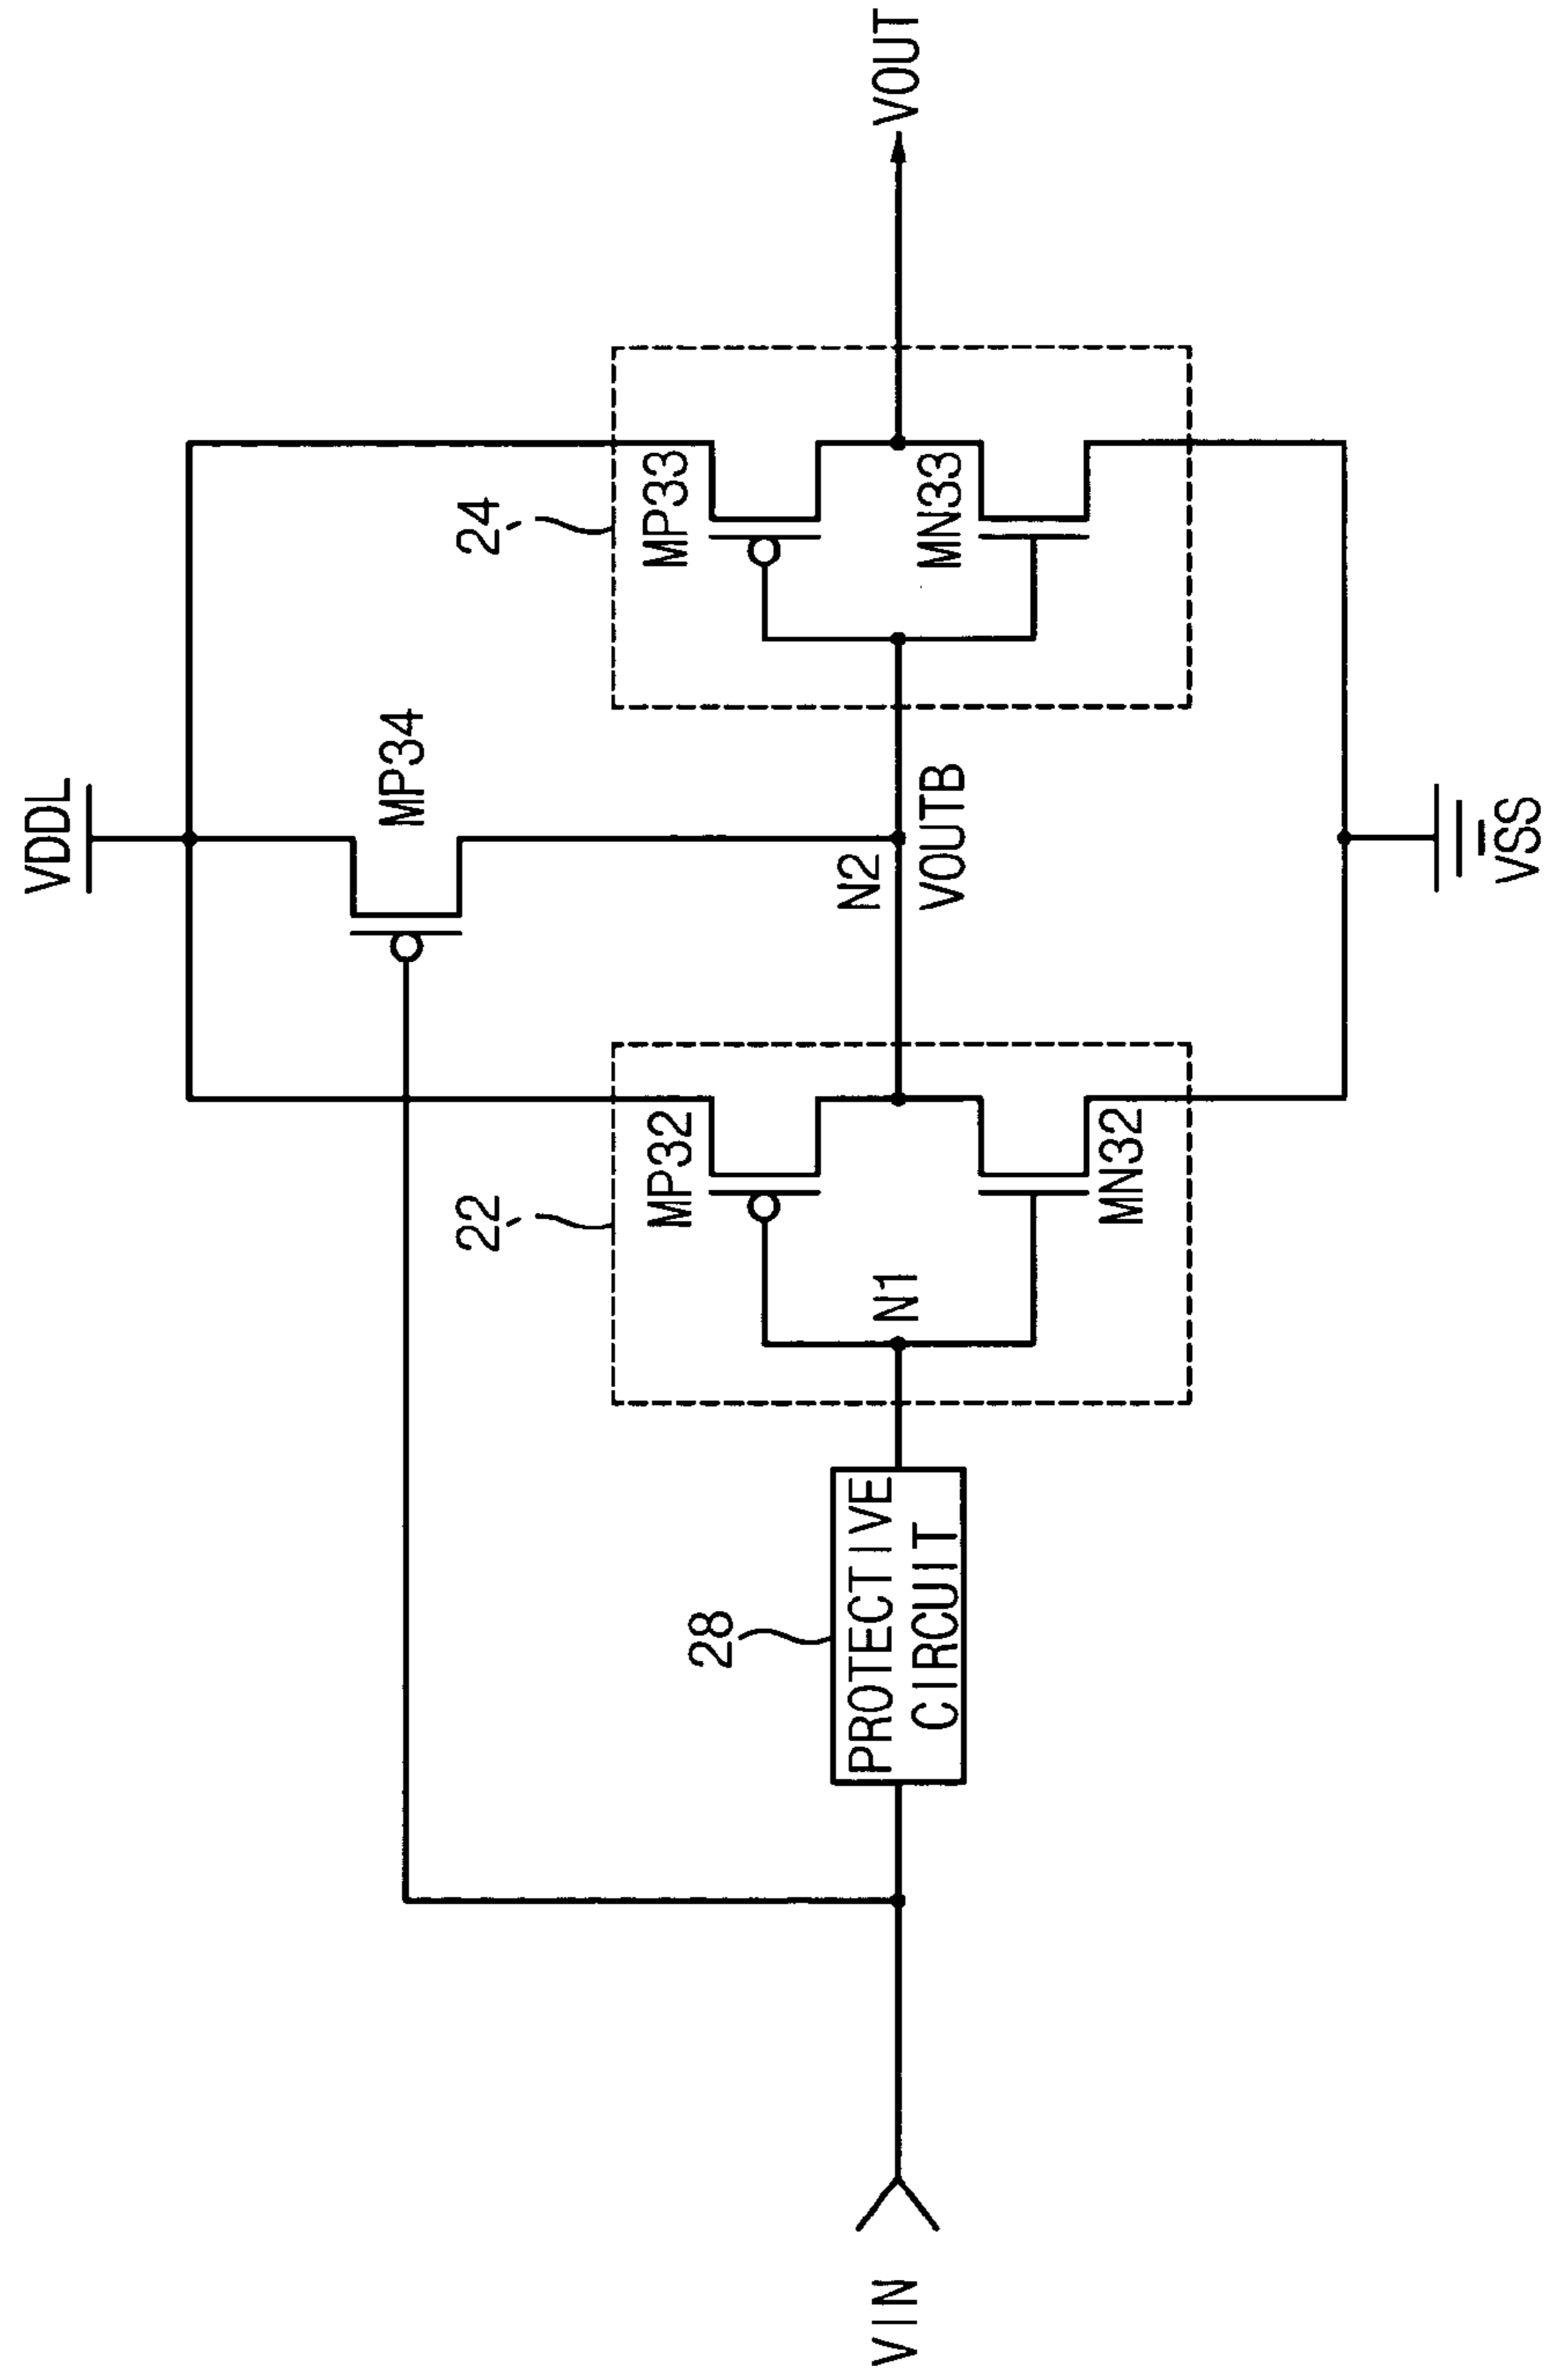 VDDL
MP34
22
24
MP32
MP33
28
N1
N2
VIN
PROTECTIVE
CIRCUIT
VOUTB
VOUT
MN33
MN32
VSS